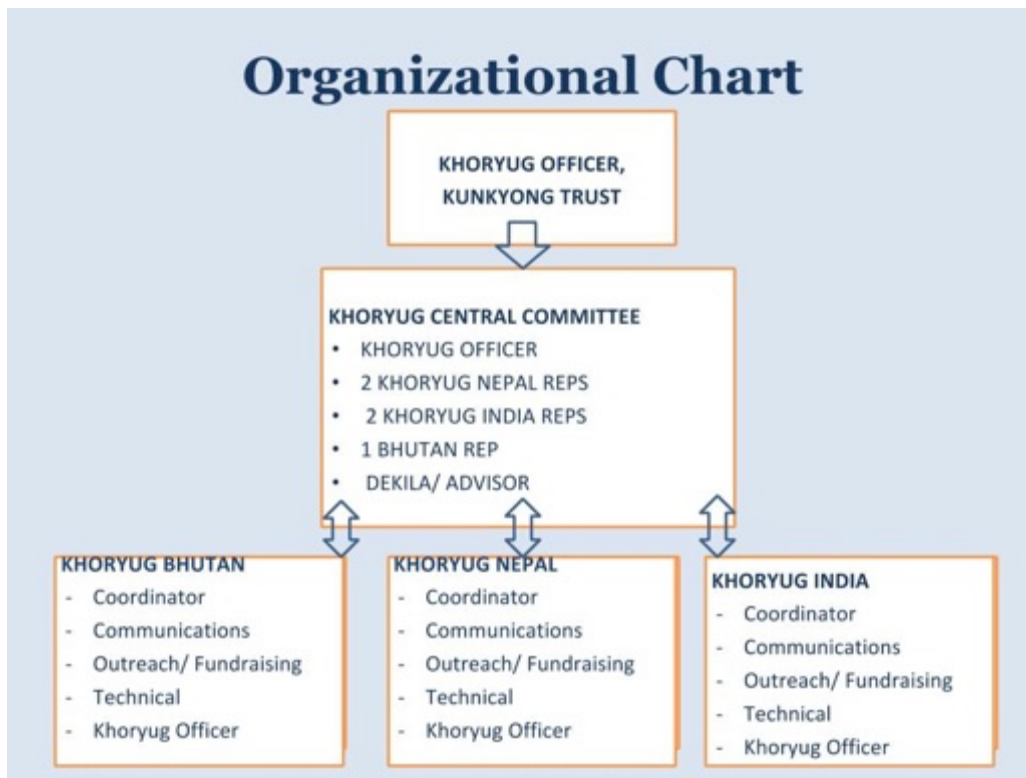 Organizational Chart
KHORYUG OFFICER,
KUNKYONG TRUST
KHORYUG CENTRAL COMMITTEE
• KHORYUG OFFICER
• 2 KHORYUG NEPAL REPS
• 2 KHORYUG INDIA REPS
• 1 BHUTAN REP
• DEKILA/ ADVISOR
KHORYUG BHUTAN
- Coordinator
- Communications
- Outreach/ Fundraising
- Technical
- Khoryug Officer
KHORYUG NEPAL
- Coordinator
- Communications
- Outreach/ Fundraising
- Technical
- Khoryug Officer
KHORYUG INDIA
- Coordinator
- Communications
- Outreach/ Fundraising
- Technical
- Khoryug Officer